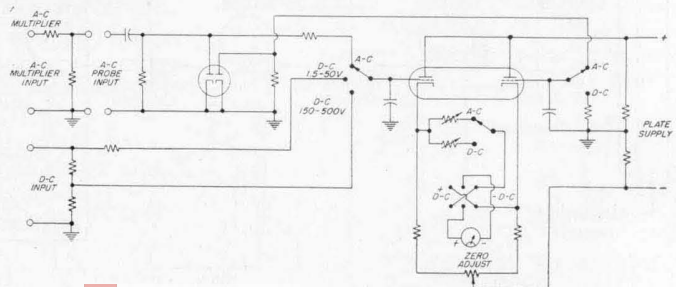 A-C
MULTIPLIER
A-C
MULTIPLIER
INPUT
A-C
PROBE
INPUT
D-C
1.5-50V
A-C
D-C
150-500V
A-C
D-C
PLATE
SUPPLY
+
-
A-C
D-C
D-C
INPUT
+
D-C
-D-C
+ -
ZERO
ADJUST